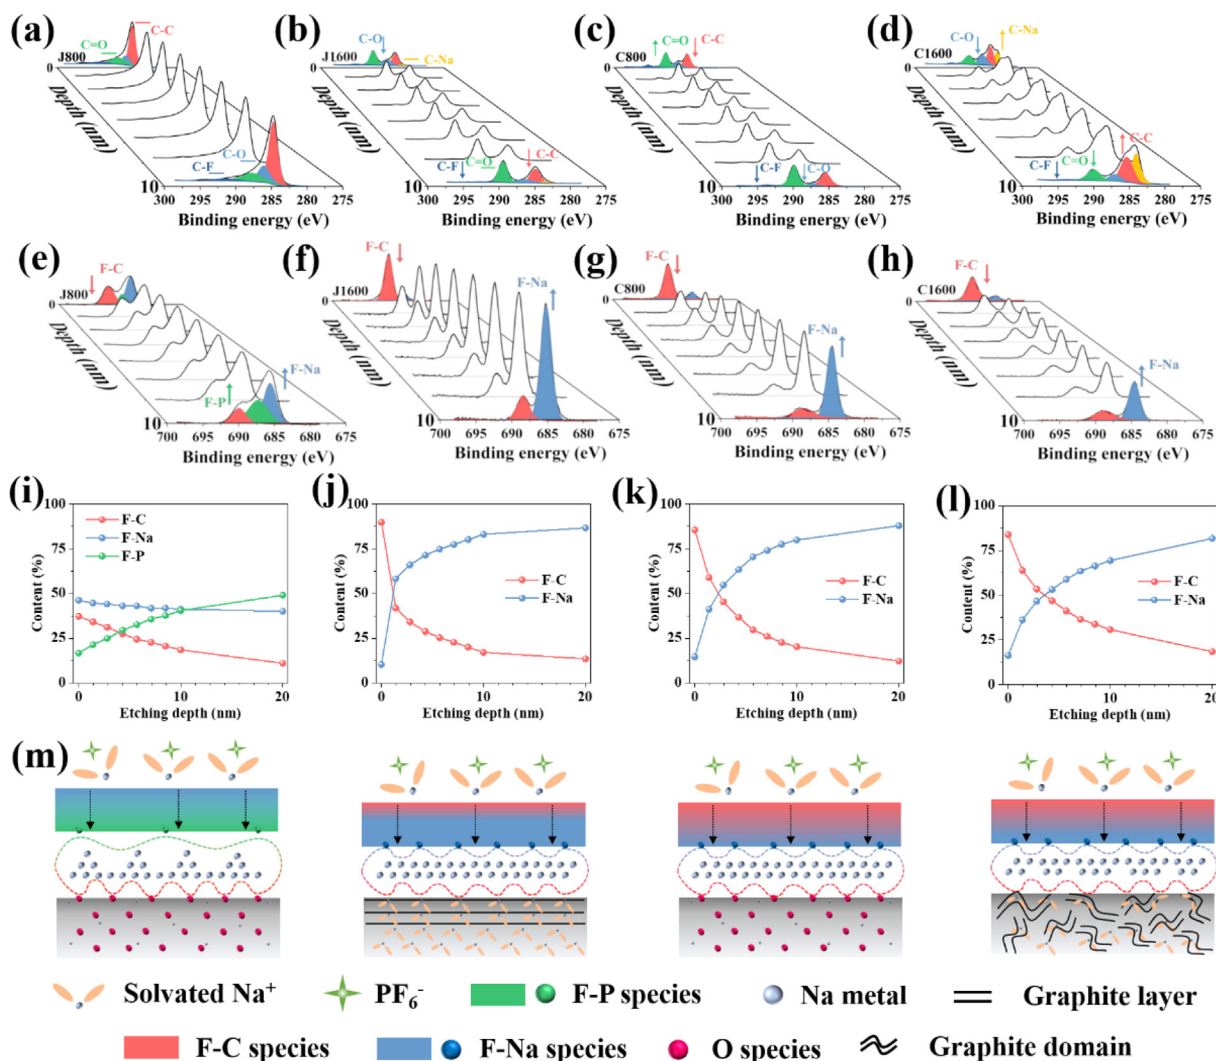 (a)
C-C
C=O
J800
0
Depth (nm)
C-O
C-F
10
300 295 290 285 280 275
Binding energy (eV)
(b)
C-O
J1600
C-Na
0
Depth (nm)
C-F
C=O
C-C
10
300 295 290 285 280 275
Binding energy (eV)
(c)
C=O
C-C
C800
0
Depth (nm)
C-F
C-O
10
300 295 290 285 280 275
Binding energy (eV)
(d)
C-O
C-Na
C1600
0
Depth (nm)
C-F
C=O
C-C
10
300 295 290 285 280 275
Binding energy (eV)
(e)
F-C
J800
0
Depth (nm)
F-P
F-Na
10
700 695 690 685 680 675
Binding energy (eV)
(f)
F-C
J1600
0
Depth (nm)
F-Na
10
700 695 690 685 680 675
Binding energy (eV)
(g)
F-C
C800
0
Depth (nm)
F-Na
10
700 695 690 685 680 675
Binding energy (eV)
(h)
F-C
C1600
0
Depth (nm)
F-Na
10
700 695 690 685 680 675
Binding energy (eV)
(i)
100
75
50
25
0
Content (%)
F-C
F-Na
F-P
0 10 20
Etching depth (nm)
(j)
100
75
50
25
0
Content (%)
F-C
F-Na
0 10 20
Etching depth (nm)
(k)
100
75
50
25
0
Content (%)
F-C
F-Na
0 10 20
Etching depth (nm)
(l)
100
75
50
25
0
Content (%)
F-C
F-Na
0 10 20
Etching depth (nm)
(m)
Solvated Na⁺
PF₆⁻
F-P species
Na metal
Graphite layer
F-C species
F-Na species
O species
Graphite domain